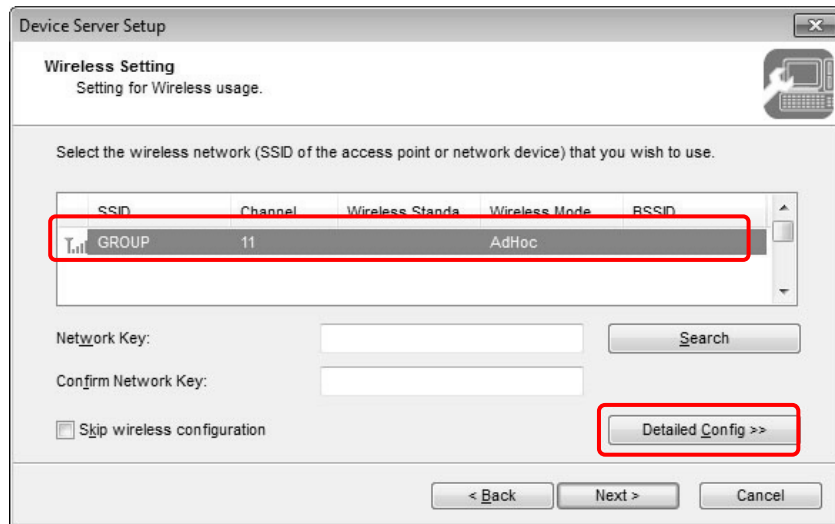 Device Server Setup
Wireless Setting
Setting for Wireless usage.
Select the wireless network (SSID of the access point or network device) that you wish to use.
SSID Channel Wireless Standa Wireless Mode BSSID
GROUP 11 AdHoc
Network Key: Search
Confirm Network Key:
Skip wireless configuration Detailed Config >>
< Back Next > Cancel